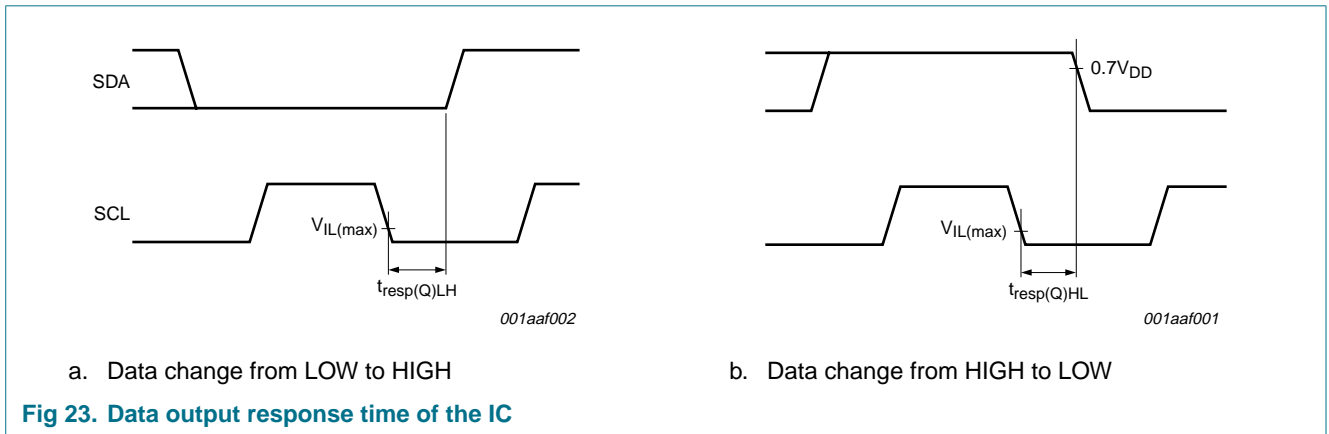 SDA
SCL
VIL(max)
tresp(Q)LH
001aaf002
a. Data change from LOW to HIGH
0.7VDD
VIL(max)
tresp(Q)HL
001aaf001
b. Data change from HIGH to LOW
Fig 23. Data output response time of the IC